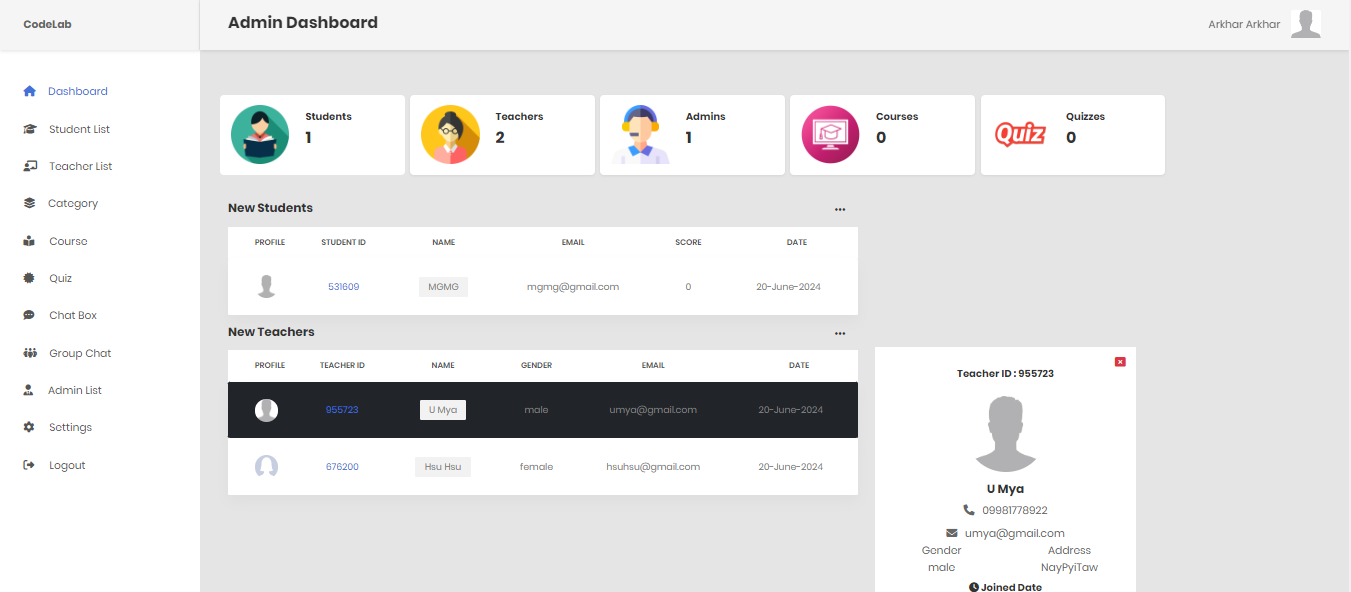 CodeLab
Admin Dashboard
Arkhar Arkhar
Dashboard
Student List
Teacher List
Category
Course
Quiz
Chat Box
Group Chat
Admin List
Settings
Logout
Students
1
Teachers
2
Admins
1
Courses
0
Quiz
Quizzes
0
New Students
...
PROFILE STUDENT ID NAME EMAIL SCORE DATE
531609 MGMG mgmg@gmail.com 0 20-June-2024
New Teachers
...
PROFILE TEACHER ID NAME GENDER EMAIL DATE
955723 U Mya male umya@gmail.com 20-June-2024
676200 Hsu Hsu female hsuhsu@gmail.com 20-June-2024
Teacher ID : 955723
U Mya
09981778922
umya@gmail.com
Gender Address
male NayPyiTaw
Joined Date